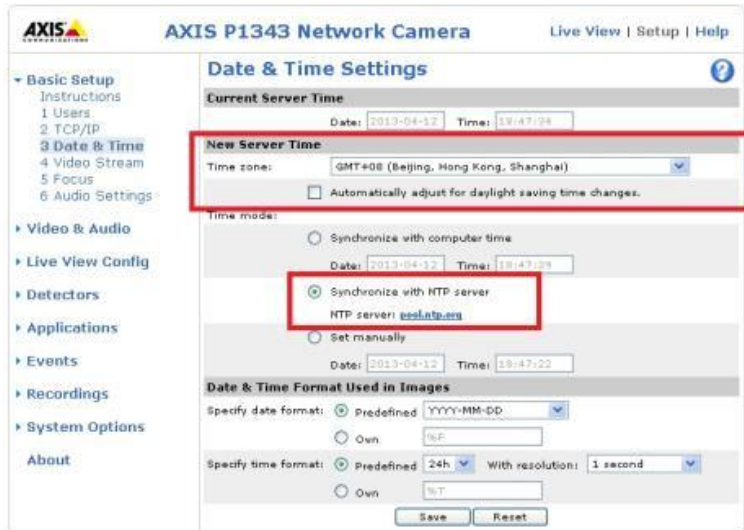 AXIS
COMMUNICATIONS
AXIS P1343 Network Camera
Live View | Setup | Help
Basic Setup
Instructions
1 Users
2 TCP/IP
3 Date & Time
4 Video Stream
5 Focus
6 Audio Settings
Video & Audio
Live View Config
Detectors
Applications
Events
Recordings
System Options
About
Date & Time Settings
?
Current Server Time
Date: 2013-04-12 Time: 18:47:24
New Server Time
Time zone: GMT+08 (Beijing, Hong Kong, Shanghai)
Automatically adjust for daylight saving time changes.
Time mode:
Synchronize with computer time
Date: 2013-04-12 Time: 18:47:29
Synchronize with NTP server
NTP server: pool.ntp.org
Set manually
Date: 2013-04-12 Time: 18:47:22
Date & Time Format Used in Images
Specify date format: Predefined YYYY-MM-DD
Own %F
Specify time format: Predefined 24h With resolution: 1 second
Own %T
Save Reset